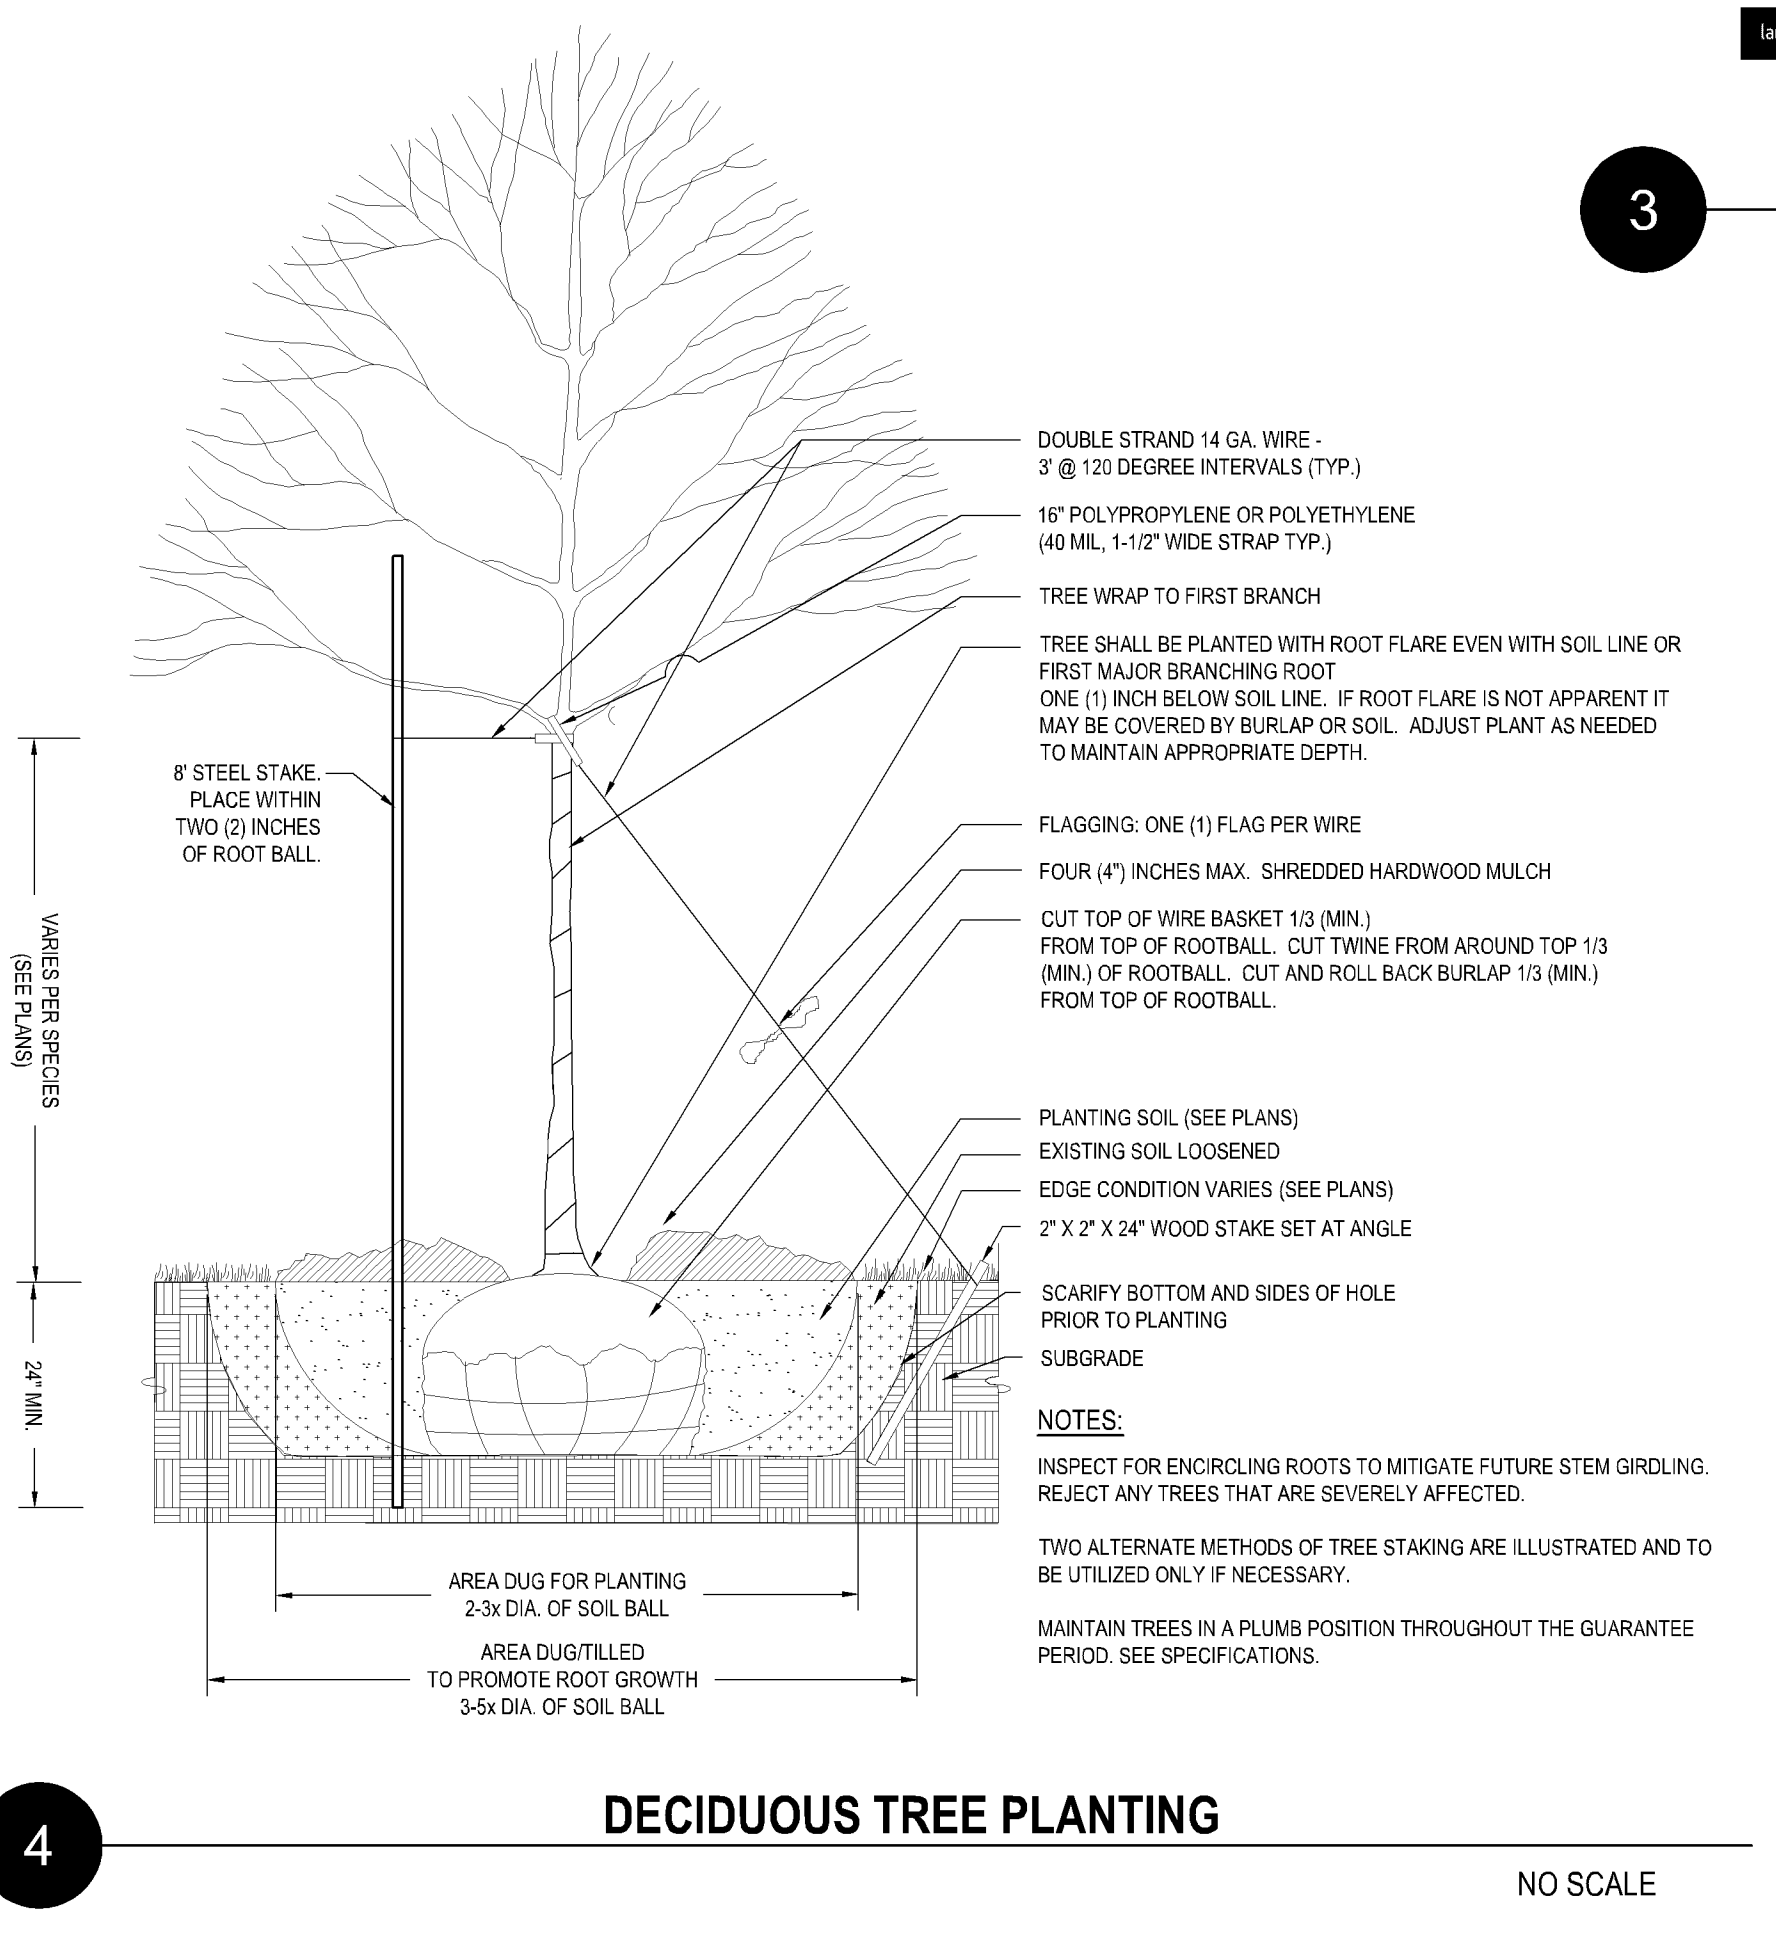 la
3
DOUBLE STRAND 14 GA. WIRE -
3' @ 120 DEGREE INTERVALS (TYP.)
16" POLYPROPYLENE OR POLYETHYLENE
(40 MIL, 1-1/2" WIDE STRAP TYP.)
TREE WRAP TO FIRST BRANCH
TREE SHALL BE PLANTED WITH ROOT FLARE EVEN WITH SOIL LINE OR
FIRST MAJOR BRANCHING ROOT
ONE (1) INCH BELOW SOIL LINE. IF ROOT FLARE IS NOT APPARENT IT
MAY BE COVERED BY BURLAP OR SOIL. ADJUST PLANT AS NEEDED
TO MAINTAIN APPROPRIATE DEPTH.
8' STEEL STAKE.
PLACE WITHIN
TWO (2) INCHES
OF ROOT BALL.
FLAGGING: ONE (1) FLAG PER WIRE
FOUR (4") INCHES MAX. SHREDDED HARDWOOD MULCH
CUT TOP OF WIRE BASKET 1/3 (MIN.)
FROM TOP OF ROOTBALL. CUT TWINE FROM AROUND TOP 1/3
(MIN.) OF ROOTBALL. CUT AND ROLL BACK BURLAP 1/3 (MIN.)
FROM TOP OF ROOTBALL.
VARIES PER SPECIES
(SEE PLANS)
PLANTING SOIL (SEE PLANS)
EXISTING SOIL LOOSENED
EDGE CONDITION VARIES (SEE PLANS)
2" X 2" X 24" WOOD STAKE SET AT ANGLE
SCARIFY BOTTOM AND SIDES OF HOLE
PRIOR TO PLANTING
SUBGRADE
24" MIN.
NOTES:
INSPECT FOR ENCIRCLING ROOTS TO MITIGATE FUTURE STEM GIRDLING.
REJECT ANY TREES THAT ARE SEVERELY AFFECTED.
TWO ALTERNATE METHODS OF TREE STAKING ARE ILLUSTRATED AND TO
BE UTILIZED ONLY IF NECESSARY.
MAINTAIN TREES IN A PLUMB POSITION THROUGHOUT THE GUARANTEE
PERIOD. SEE SPECIFICATIONS.
AREA DUG FOR PLANTING
2-3x DIA. OF SOIL BALL
AREA DUG/TILLED
TO PROMOTE ROOT GROWTH
3-5x DIA. OF SOIL BALL
4
DECIDUOUS TREE PLANTING
NO SCALE